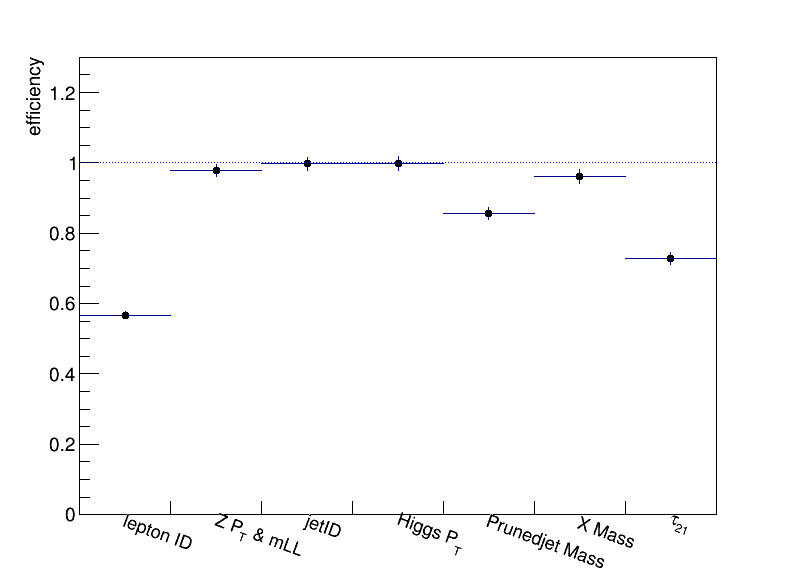 efficiency
1.2
1
0.8
0.6
0.4
0.2
0
lepton ID
Z P_T & mLL
jetID
Higgs P_T
Prunedjet Mass
X Mass
τ_21